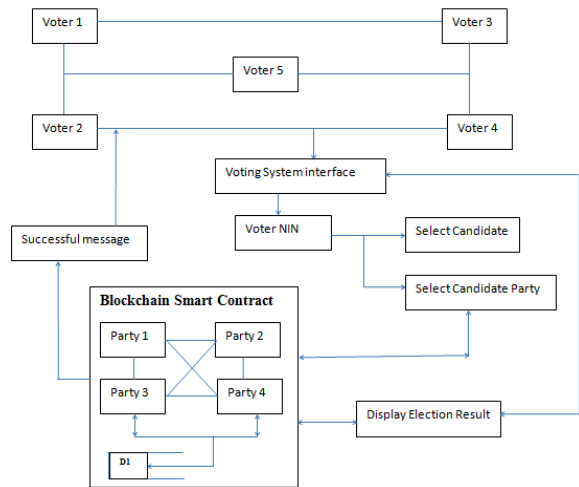 Voter 1
Voter 3
Voter 5
Voter 2
Voter 4
Voting System interface
Voter NIN
Successful message
Select Candidate
Select Candidate Party
Blockchain Smart Contract
Party 1
Party 2
Party 3
Party 4
Display Election Result
D1